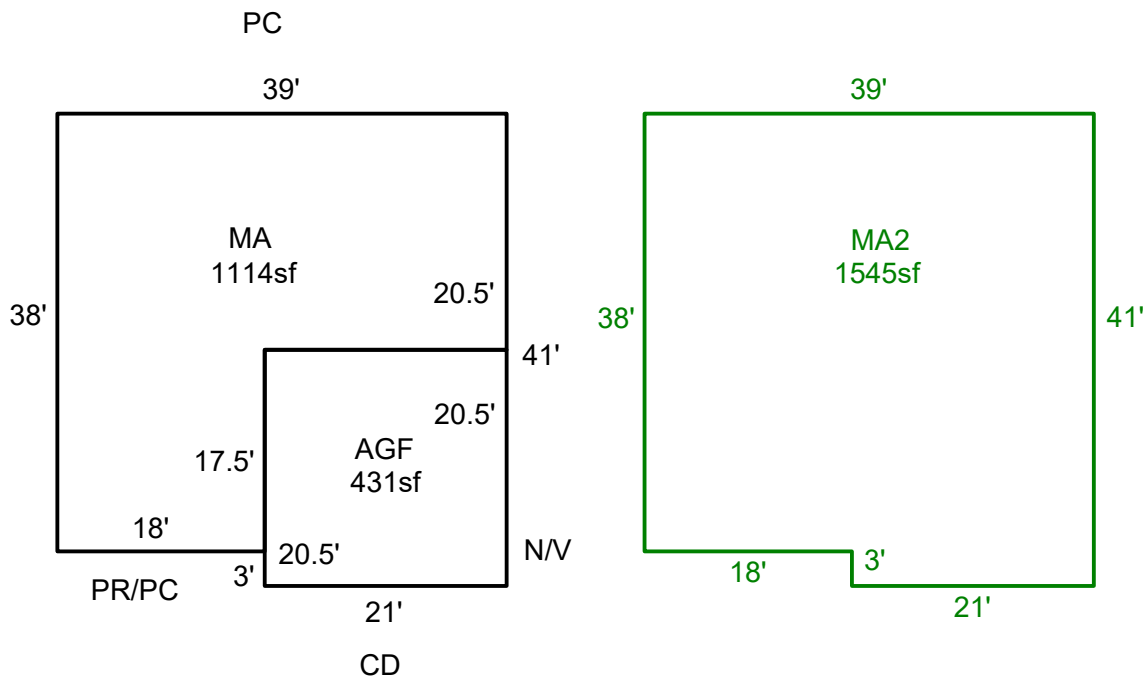 PC
39'
MA
1114sf
20.5'
38'
41'
20.5'
AGF
431sf
17.5'
18'
20.5'
N/V
3'
PR/PC
21'
CD
39'
MA2
1545sf
38'
41'
18'
3'
21'